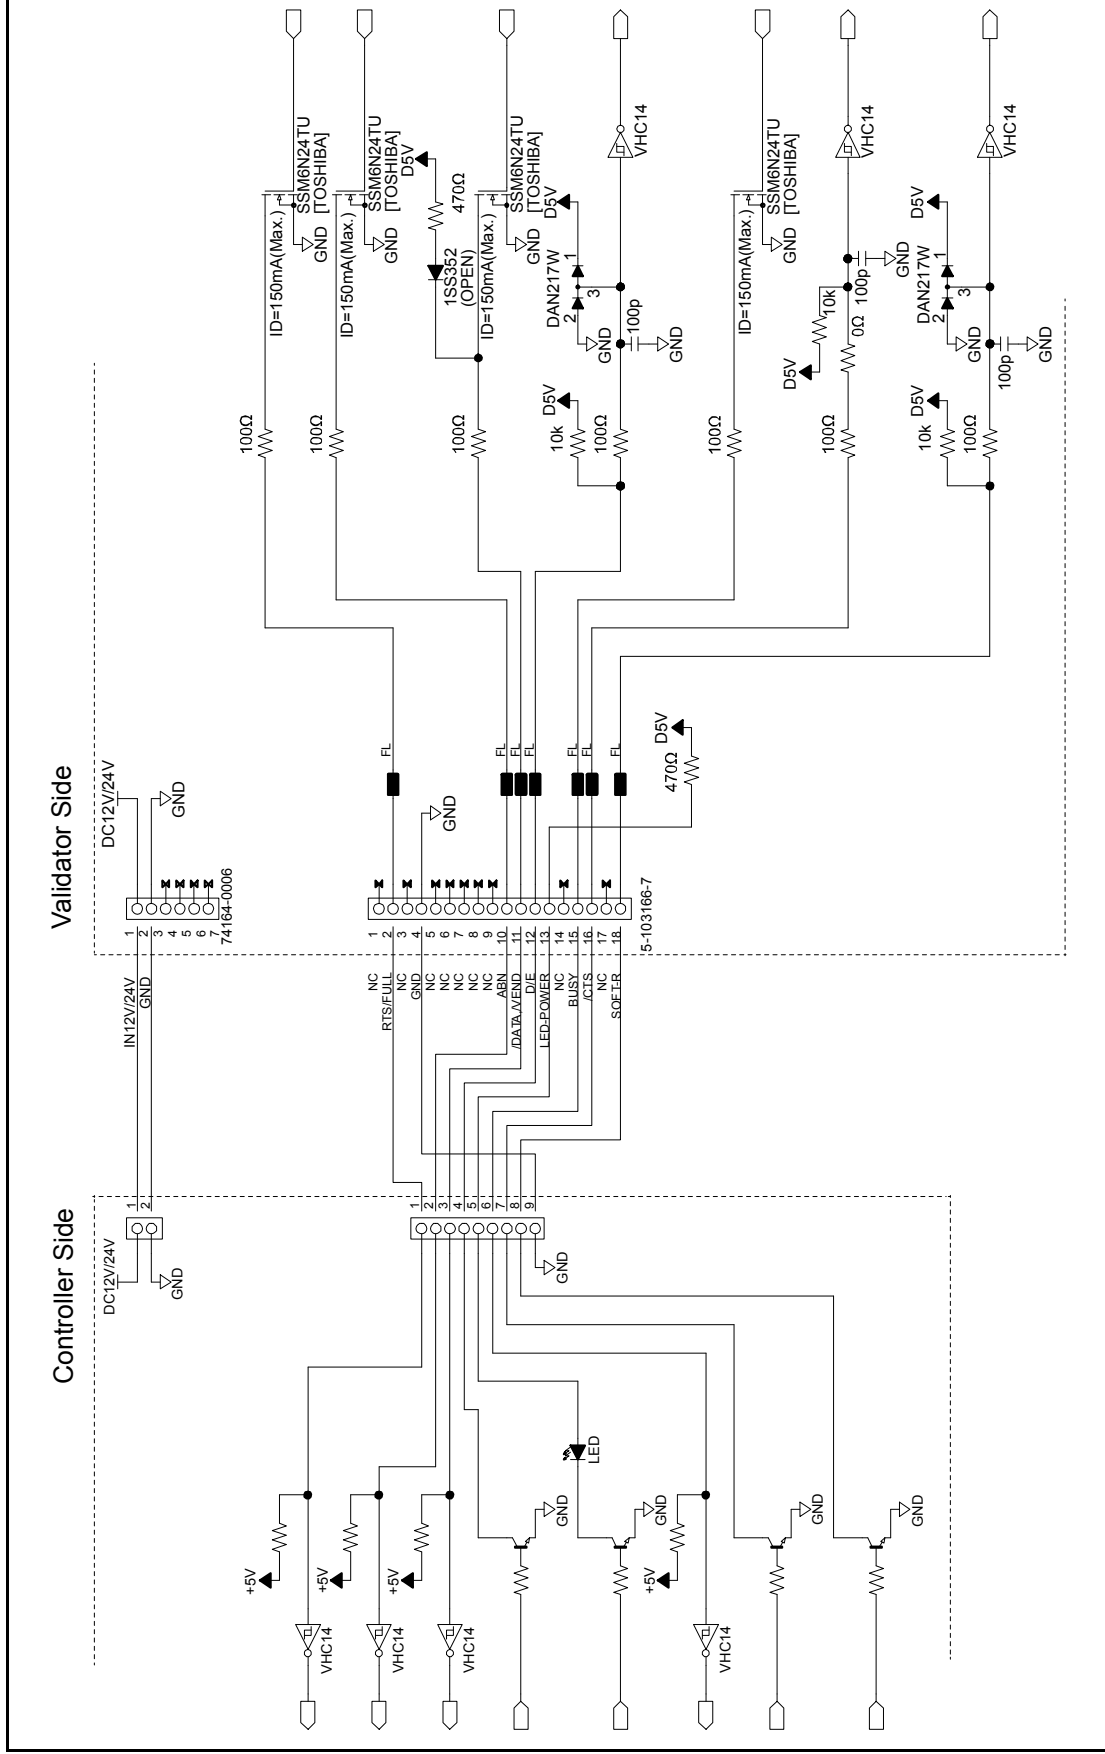 Validator Side
DC12V/24V
GND
1
2
3
4
5
6
7
74164-0006
IN12V/24V
GND
100Ω
ID=150mA(Max.)
SSM6N24TU
[TOSHIBA]
GND
100Ω
ID=150mA(Max.)
SSM6N24TU
[TOSHIBA]
GND
D5V
470Ω
1SS352
(OPEN)
100Ω
ID=150mA(Max.)
SSM6N24TU
[TOSHIBA]
GND
D5V
DAN217W
1
2
3
GND
100p
GND
D5V
10k
100Ω
VHC14
100Ω
ID=150mA(Max.)
SSM6N24TU
[TOSHIBA]
GND
D5V
10k
0Ω
100p
GND
100Ω
VHC14
D5V
DAN217W
1
2
3
GND
100p
GND
D5V
10k
100Ω
VHC14
FL
FL
FL
FL
FL
FL
FL
GND
D5V
470Ω
1
2
3
4
5
6
7
8
9
10
11
12
13
14
15
16
17
18
5-103166-7
NC
RTS/FULL
NC
GND
NC
NC
NC
NC
NC
ABN
/DATA,/VEND
D/E
LED-POWER
NC
BUSY
/CTS
NC
SOFT-R
Controller Side
DC12V/24V
GND
1
2
1
2
3
4
5
6
7
8
9
GND
+5V
VHC14
+5V
VHC14
+5V
VHC14
GND
LED
GND
+5V
VHC14
GND
GND